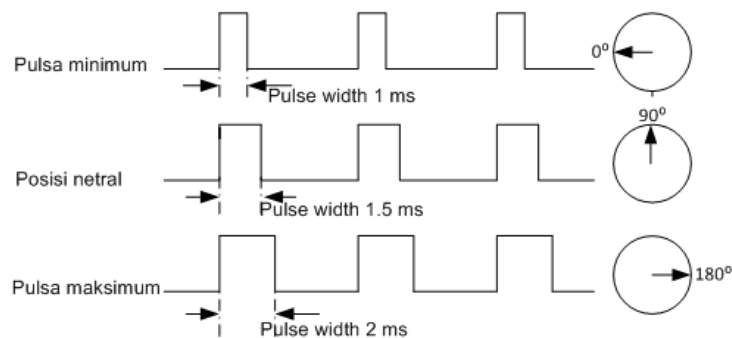 Pulsa minimum
0°
Pulse width 1 ms
90°
Posisi netral
Pulse width 1.5 ms
Pulsa maksimum
180°
Pulse width 2 ms